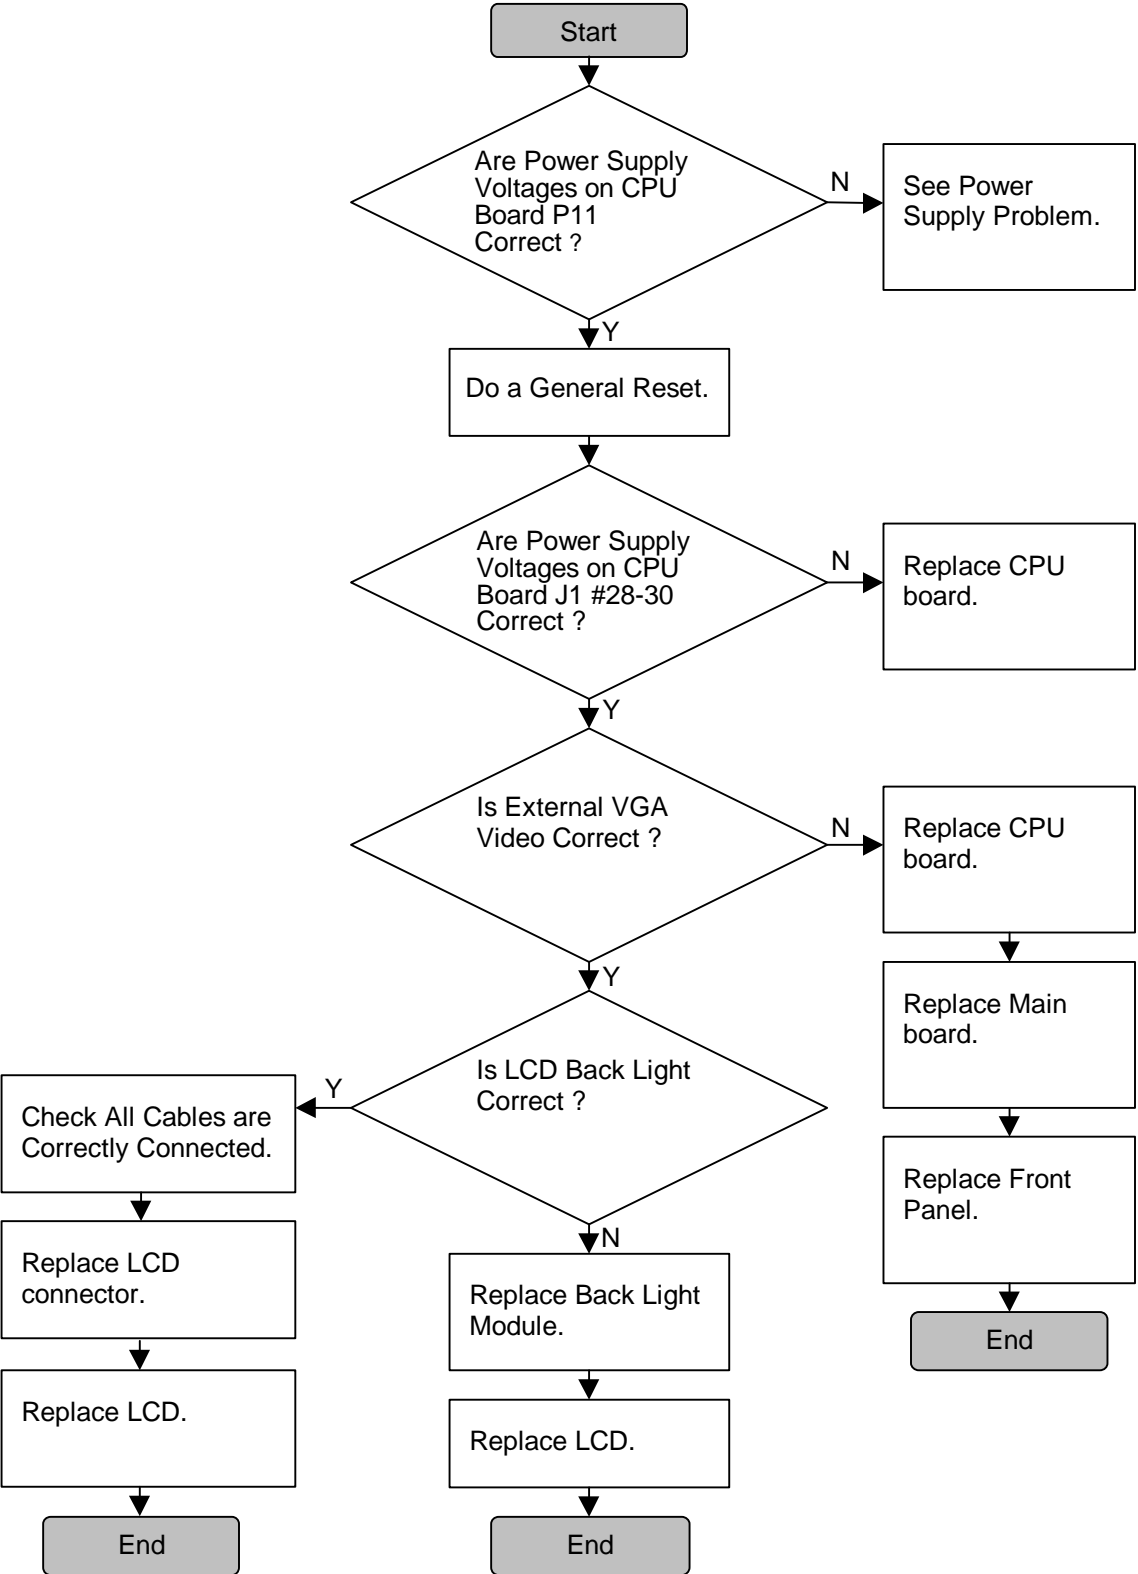 Start
Are Power Supply
Voltages on CPU
Board P11
Correct ?
N
See Power
Supply Problem.
Y
Do a General Reset.
Are Power Supply
Voltages on CPU
Board J1 #28-30
Correct ?
N
Replace CPU
board.
Y
Is External VGA
Video Correct ?
N
Replace CPU
board.
Y
Replace Main
board.
Is LCD Back Light
Correct ?
Y
Check All Cables are
Correctly Connected.
Replace Front
Panel.
N
Replace LCD
connector.
Replace Back Light
Module.
End
Replace LCD.
Replace LCD.
End
End